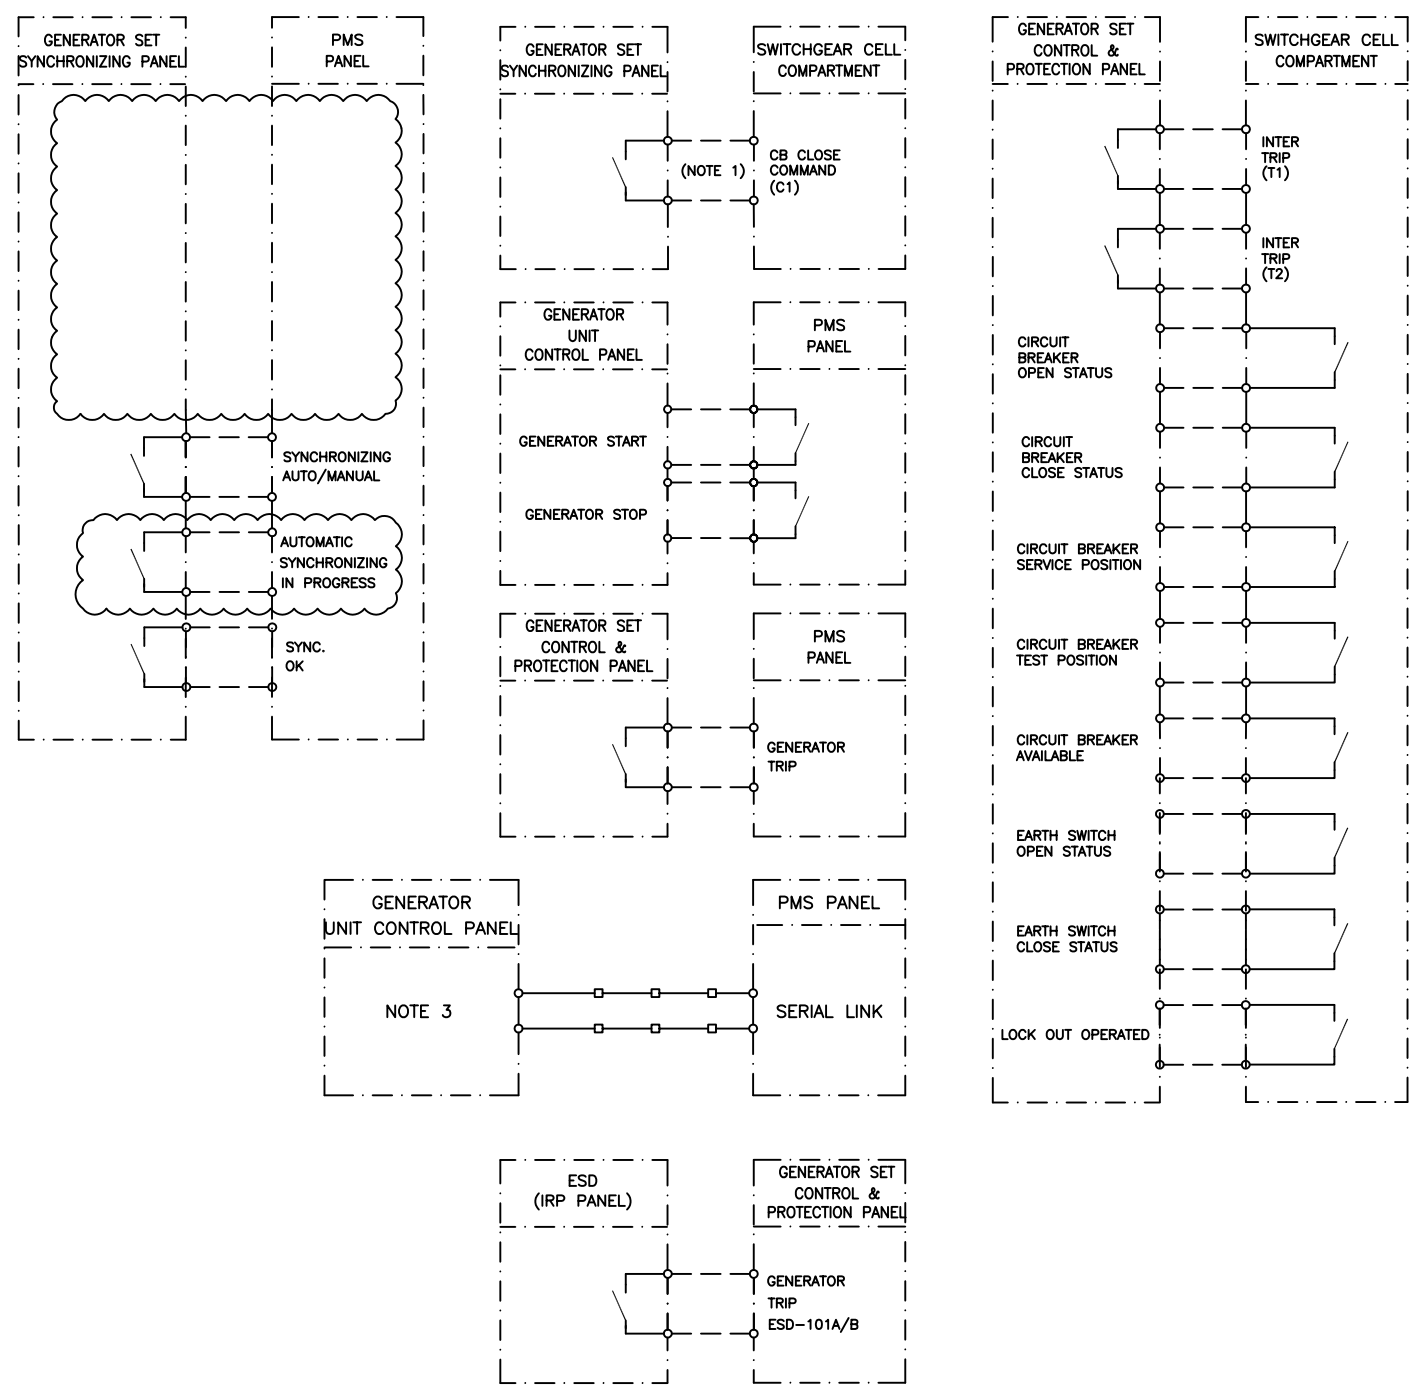 GENERATOR SET
SYNCHRONIZING PANEL
PMS
PANEL
SYNCHRONIZING
AUTO/MANUAL
AUTOMATIC
SYNCHRONIZING
IN PROGRESS
SYNC.
OK
GENERATOR SET
SYNCHRONIZING PANEL
SWITCHGEAR CELL
COMPARTMENT
(NOTE 1)
CB CLOSE
COMMAND
(C1)
GENERATOR
UNIT
CONTROL PANEL
PMS
PANEL
GENERATOR START
GENERATOR STOP
GENERATOR SET
CONTROL &
PROTECTION PANEL
PMS
PANEL
GENERATOR
TRIP
GENERATOR
UNIT CONTROL PANEL
PMS PANEL
NOTE 3
SERIAL LINK
ESD
(IRP PANEL)
GENERATOR SET
CONTROL &
PROTECTION PANEL
GENERATOR
TRIP
ESD-101A/B
GENERATOR SET
CONTROL &
PROTECTION PANEL
SWITCHGEAR CELL
COMPARTMENT
INTER
TRIP
(T1)
INTER
TRIP
(T2)
CIRCUIT
BREAKER
OPEN STATUS
CIRCUIT
BREAKER
CLOSE STATUS
CIRCUIT BREAKER
SERVICE POSITION
CIRCUIT BREAKER
TEST POSITION
CIRCUIT BREAKER
AVAILABLE
EARTH SWITCH
OPEN STATUS
EARTH SWITCH
CLOSE STATUS
LOCK OUT OPERATED